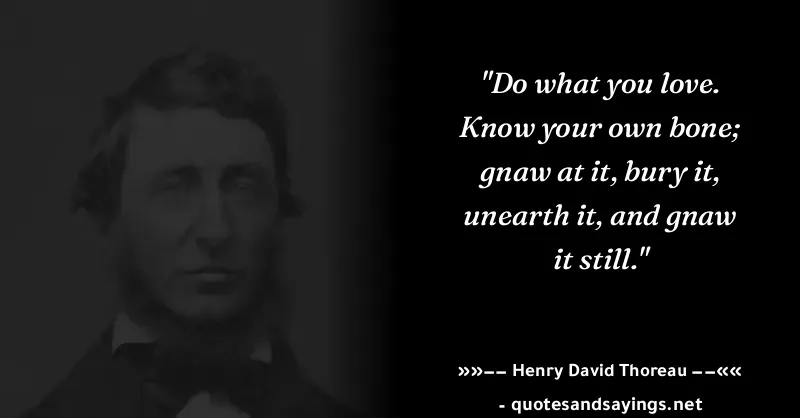 "Do what you love.
Know your own bone;
gnaw at it, bury it,
unearth it, and gnaw
it still."
»»−− Henry David Thoreau −−««
- quotesandsayings.net